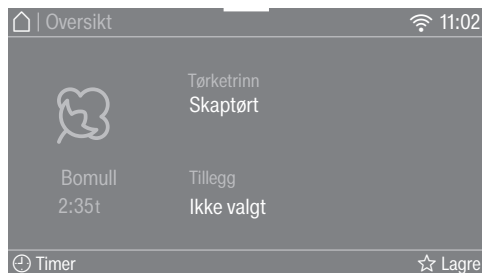 | Oversikt 11:02
Tørketrinn
Skaptørt
Bomull
2:35t
Tillegg
Ikke valgt
Timer
Lagre